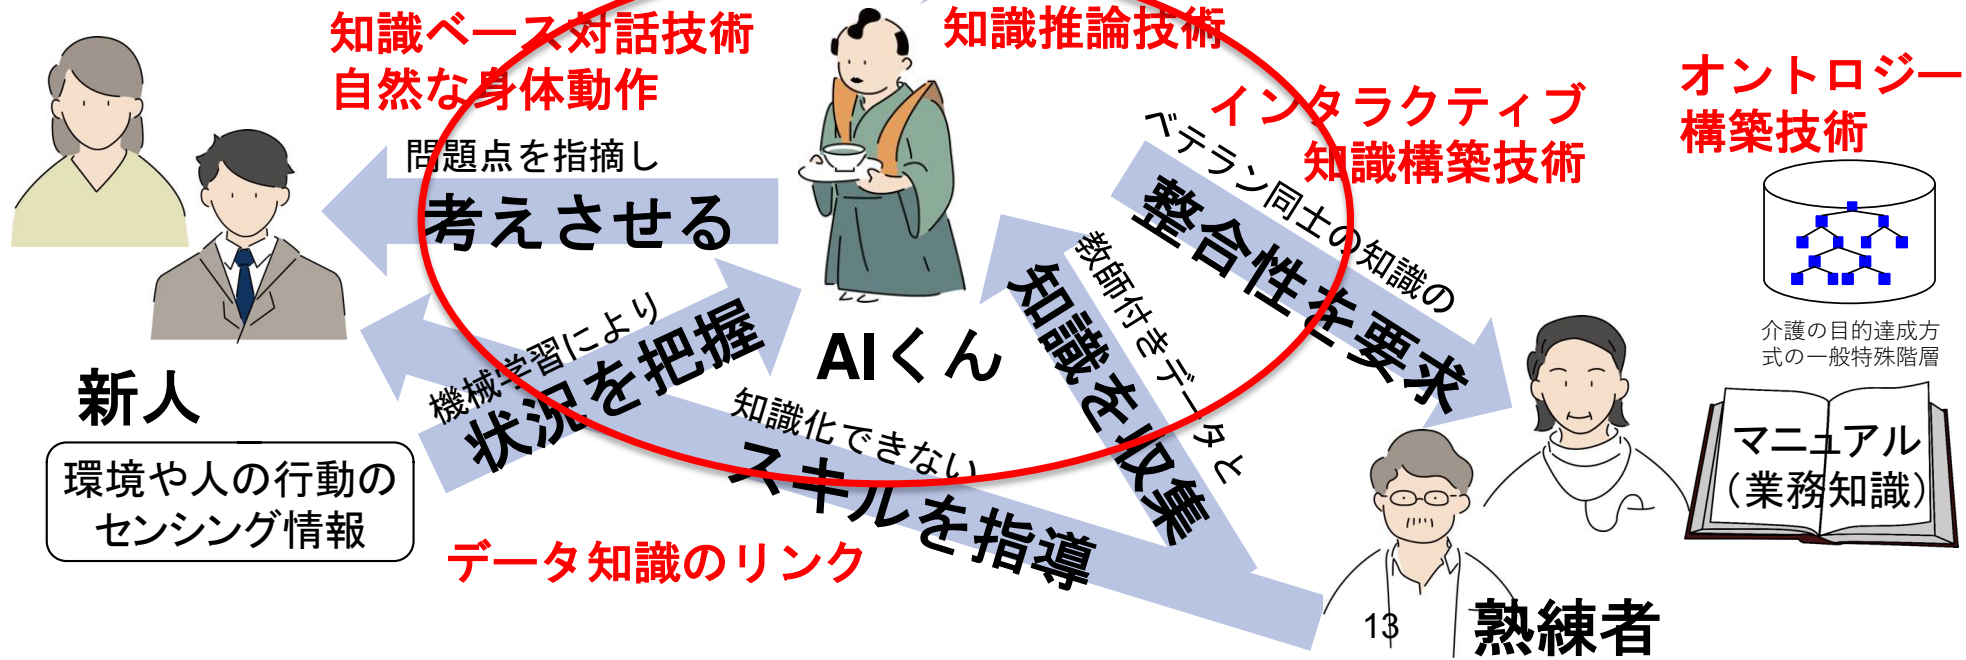 知識ベース対話技術
自然な身体動作
知識推論技術
インタラクティブ
知識構築技術
オントロジー
構築技術
問題点を指摘し
考えさせる
ベテラン同士の知識の
整合性を要求
教師付きデータと
知識を収集
機械学習により
状況を把握
AIくん
知識化できない
スキルを指導
介護の目的達成方
式の一般特殊階層
新人
環境や人の行動の
センシング情報
マニュアル
（業務知識）
データ知識のリンク
13
熟練者